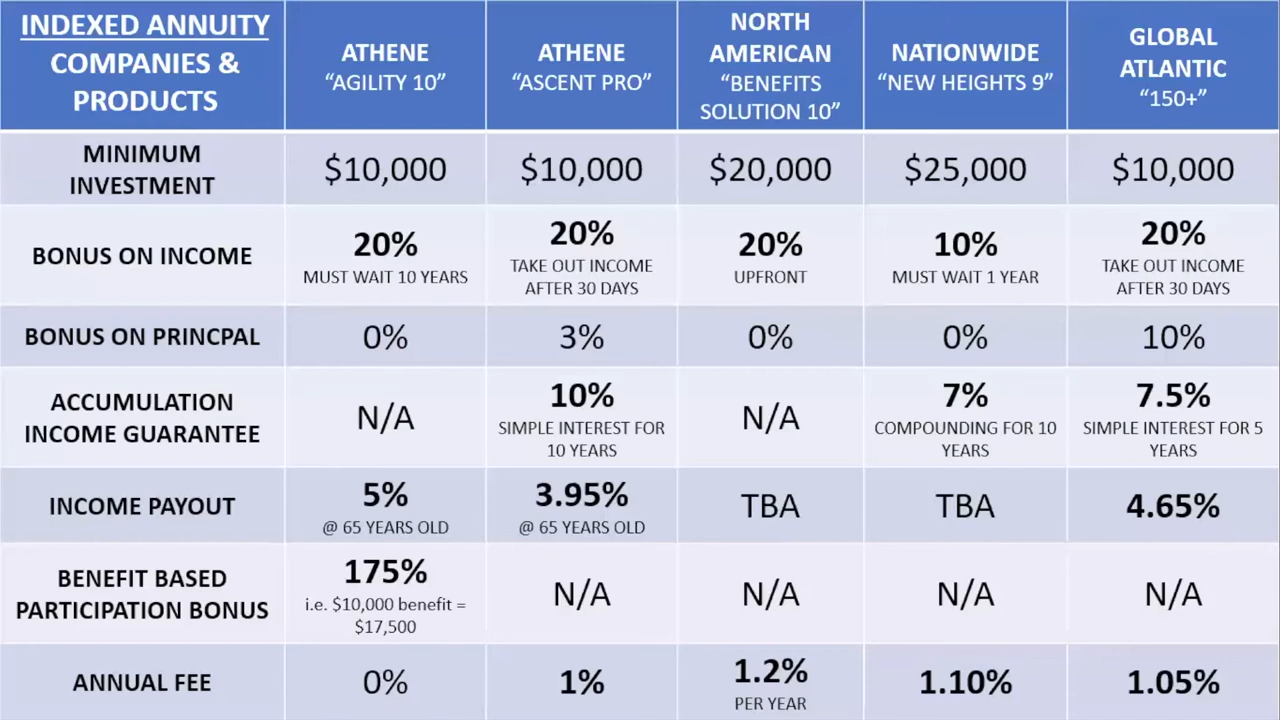 INDEXED ANNUITY
COMPANIES &
PRODUCTS
ATHENE
“AGILITY 10”
ATHENE
“ASCENT PRO”
NORTH
AMERICAN
“BENEFITS
SOLUTION 10”
NATIONWIDE
“NEW HEIGHTS 9”
GLOBAL
ATLANTIC
“150+”
MINIMUM
INVESTMENT
$10,000
$10,000
$20,000
$25,000
$10,000
BONUS ON INCOME
20%
MUST WAIT 10 YEARS
20%
TAKE OUT INCOME
AFTER 30 DAYS
20%
UPFRONT
10%
MUST WAIT 1 YEAR
20%
TAKE OUT INCOME
AFTER 30 DAYS
BONUS ON PRINCPAL
0%
3%
0%
0%
10%
ACCUMULATION
INCOME GUARANTEE
N/A
10%
SIMPLE INTEREST FOR
10 YEARS
N/A
7%
COMPOUNDING FOR 10
YEARS
7.5%
SIMPLE INTEREST FOR 5
YEARS
INCOME PAYOUT
5%
@ 65 YEARS OLD
3.95%
@ 65 YEARS OLD
TBA
TBA
4.65%
BENEFIT BASED
PARTICIPATION BONUS
175%
i.e. $10,000 benefit =
$17,500
N/A
N/A
N/A
N/A
ANNUAL FEE
0%
1%
1.2%
PER YEAR
1.10%
1.05%